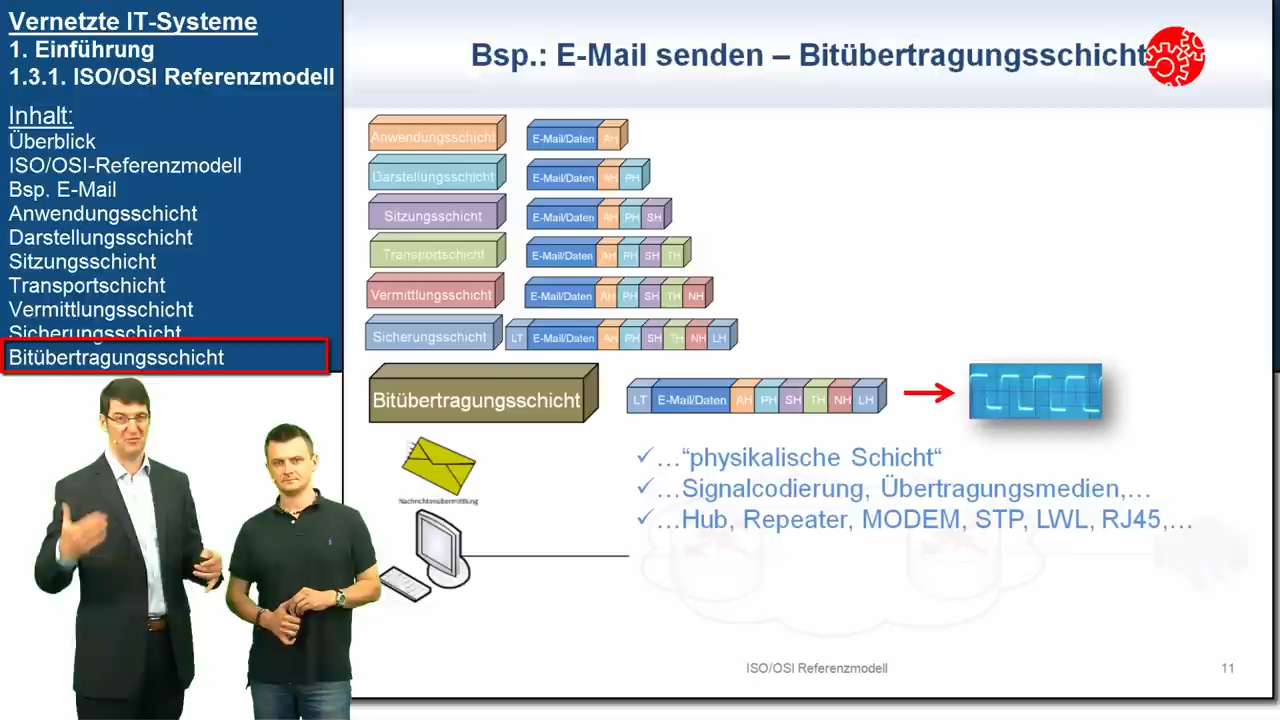 Vernetzte IT-Systeme
1. Einführung
1.3.1. ISO/OSI Referenzmodell
Inhalt:
Überblick
ISO/OSI-Referenzmodell
Bsp. E-Mail
Anwendungsschicht
Darstellungsschicht
Sitzungsschicht
Transportschicht
Vermittlungsschicht
Sicherungsschicht
Bitübertragungsschicht
Bsp.: E-Mail senden – Bitübertragungsschicht
Anwendungsschicht E-Mail/Daten AH
Darstellungsschicht E-Mail/Daten AH PH
Sitzungsschicht E-Mail/Daten AH PH SH
Transportschicht E-Mail/Daten AH PH SH TH
Vermittlungsschicht E-Mail/Daten AH PH SH TH NH
Sicherungsschicht LT E-Mail/Daten AH PH SH TH NH LH
Bitübertragungsschicht LT E-Mail/Daten AH PH SH TH NH LH
Nachrichtenübermittlung
✓…“physikalische Schicht“
✓…Signalcodierung, Übertragungsmedien,…
✓…Hub, Repeater, MODEM, STP, LWL, RJ45,…
ISO/OSI Referenzmodell 11